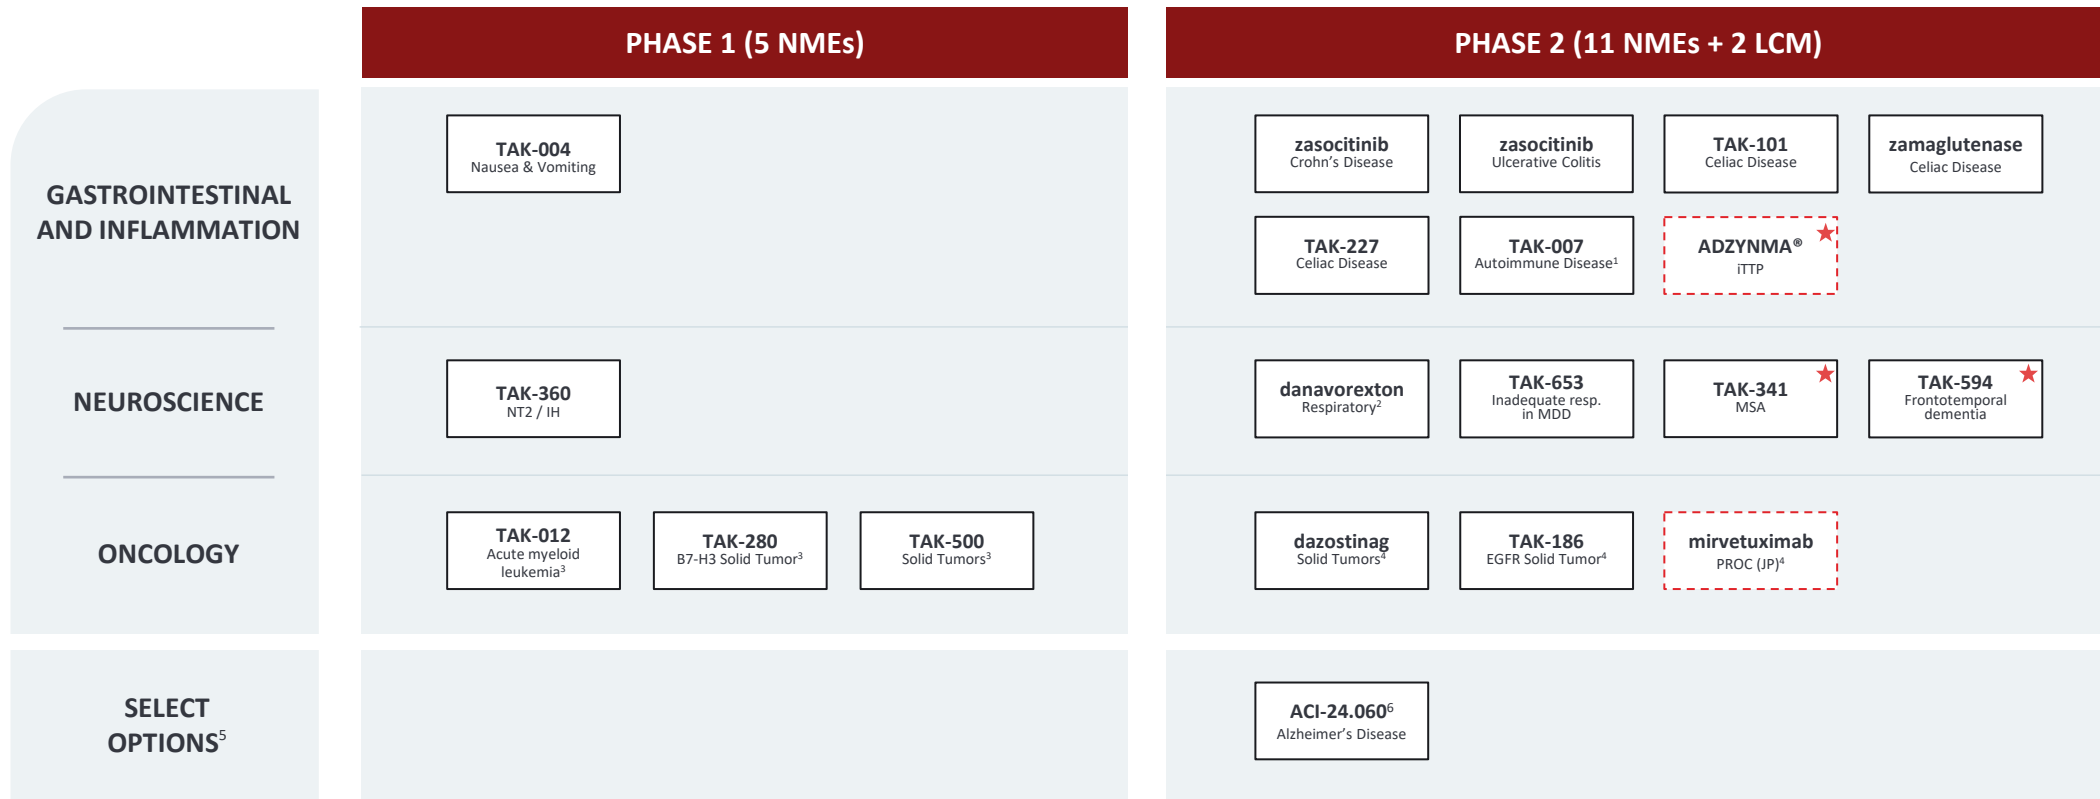 PHASE 1 (5 NMEs)
PHASE 2 (11 NMEs + 2 LCM)
GASTROINTESTINAL
AND INFLAMMATION
TAK-004
Nausea & Vomiting
zasocitinib
Crohn's Disease
zasocitinib
Ulcerative Colitis
TAK-101
Celiac Disease
zamaglutenase
Celiac Disease
TAK-227
Celiac Disease
TAK-007
Autoimmune Disease¹
ADZYNMA®
iTTP
NEUROSCIENCE
TAK-360
NT2 / IH
danavorexton
Respiratory²
TAK-653
Inadequate resp.
in MDD
TAK-341
MSA
TAK-594
Frontotemporal
dementia
ONCOLOGY
TAK-012
Acute myeloid
leukemia³
TAK-280
B7-H3 Solid Tumor³
TAK-500
Solid Tumors³
dazostinag
Solid Tumors⁴
TAK-186
EGFR Solid Tumor⁴
mirvetuximab
PROC (JP)⁴
SELECT
OPTIONS⁵
ACI-24.060⁶
Alzheimer's Disease